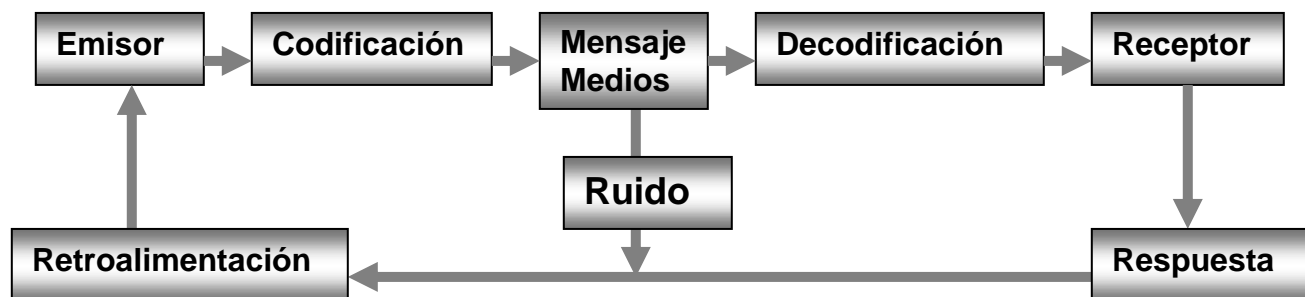 Emisor
Codificación
Mensaje
Medios
Decodificación
Receptor
Ruido
Retroalimentación
Respuesta